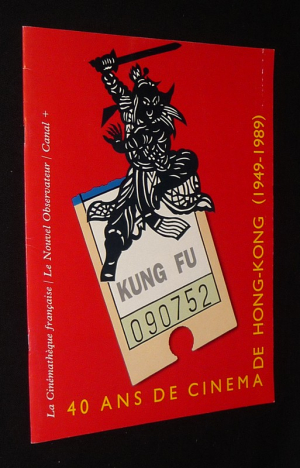 La Cinémathèque française / Le Nouvel Observateur / Canal +
KUNG FU
090752
40 ANS DE CINEMA
DE HONG-KONG (1949-1989)